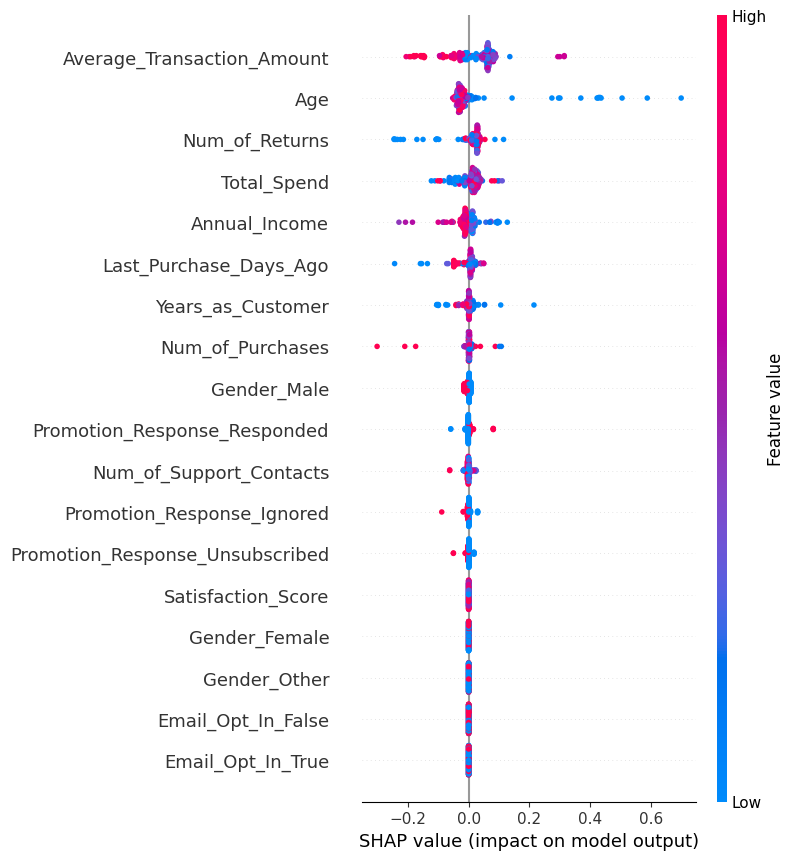 High
Average_Transaction_Amount
Age
Num_of_Returns
Total_Spend
Annual_Income
Last_Purchase_Days_Ago
Years_as_Customer
Num_of_Purchases
Gender_Male
Promotion_Response_Responded
Num_of_Support_Contacts
Promotion_Response_Ignored
Promotion_Response_Unsubscribed
Satisfaction_Score
Gender_Female
Gender_Other
Email_Opt_In_False
Email_Opt_In_True
Feature value
Low
−0.2 0.0 0.2 0.4 0.6
SHAP value (impact on model output)